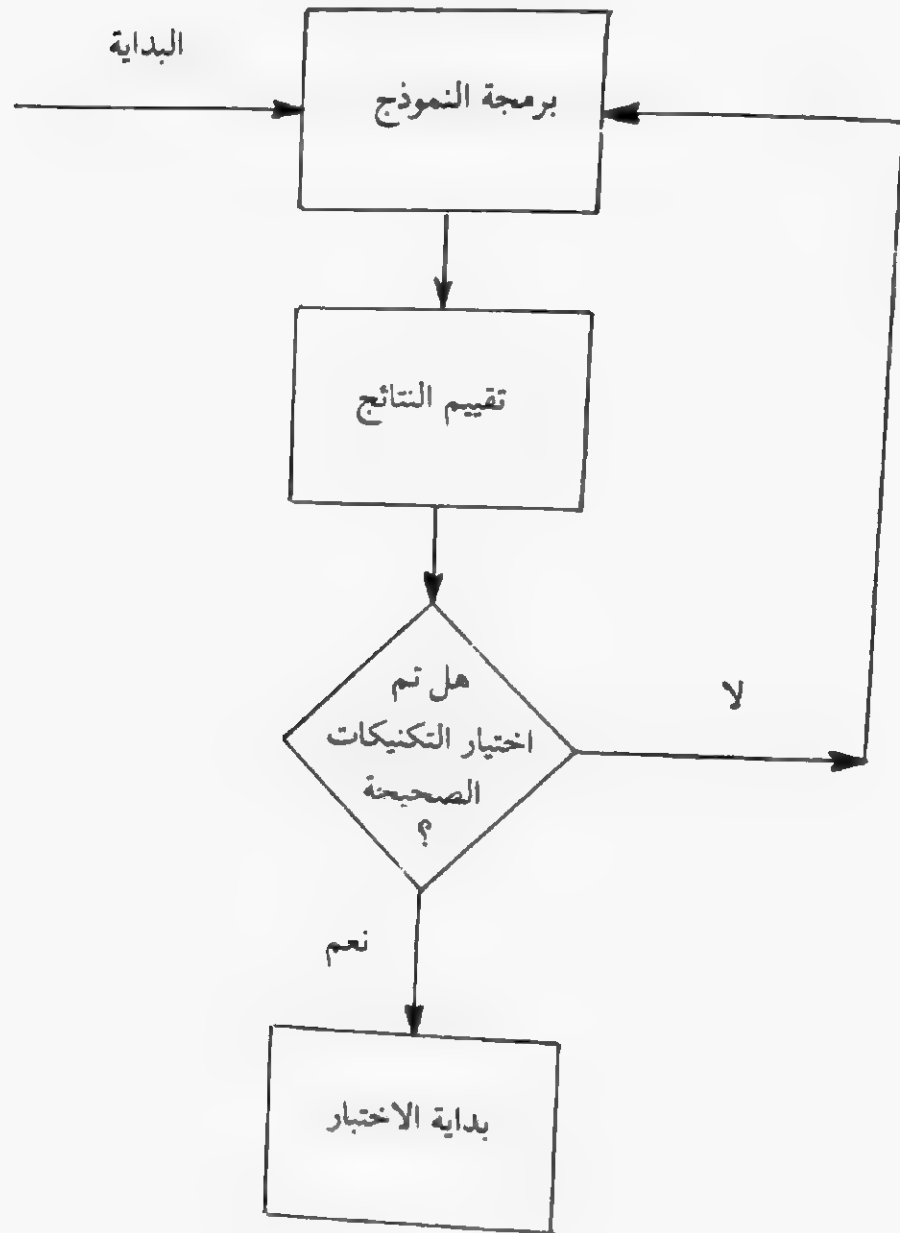 البداية
برمجة النموذج
تقييم النتائج
هل تم
اختيار التكنيكات
الصحيحة
؟
لا
نعم
بداية الاختبار